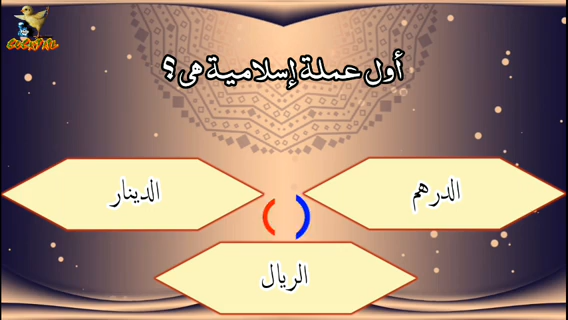 أول عملة إسلامية هى ؟
الدرهم
الدينار
الريال